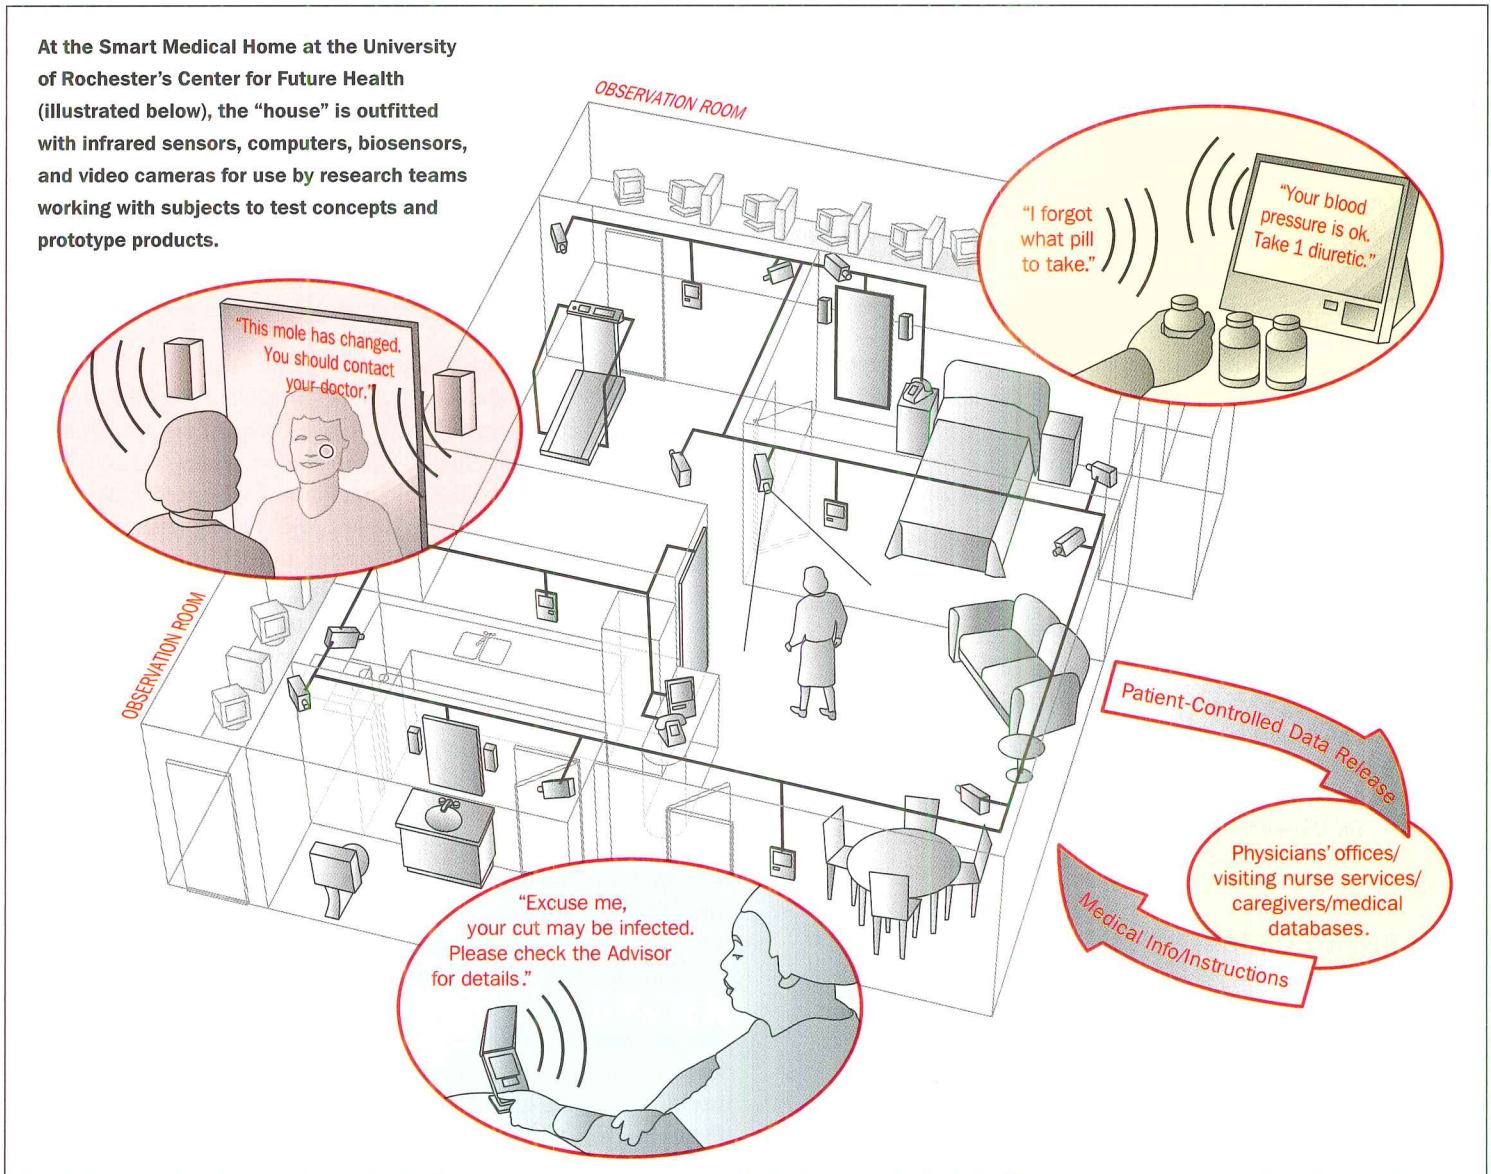 At the Smart Medical Home at the University
of Rochester’s Center for Future Health
(illustrated below), the “house” is outfitted
with infrared sensors, computers, biosensors,
and video cameras for use by research teams
working with subjects to test concepts and
prototype products.
OBSERVATION ROOM
“I forgot
what pill
to take.”
“Your blood
pressure is ok.
Take 1 diuretic.”
“This mole has changed.
You should contact
your doctor.”
OBSERVATION ROOM
Patient-Controlled Data Release
Physicians’ offices/
visiting nurse services/
caregivers/medical
databases.
Medical Info/Instructions
“Excuse me,
your cut may be infected.
Please check the Advisor
for details.”